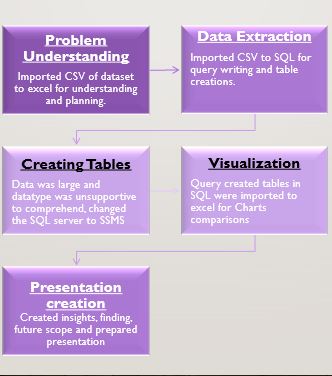 Problem
Understanding
Imported CSV of dataset
to excel for understanding
and planning.
Data Extraction
Imported CSV to SQL for
query writing and table
creations.
Creating Tables
Data was large and
datatype was unsupportive
to comprehend, changed
the SQL server to SSMS
Visualization
Query created tables in
SQL were imported to
excel for Charts
comparisons
Presentation
creation
Created insights, finding,
future scope and prepared
presentation